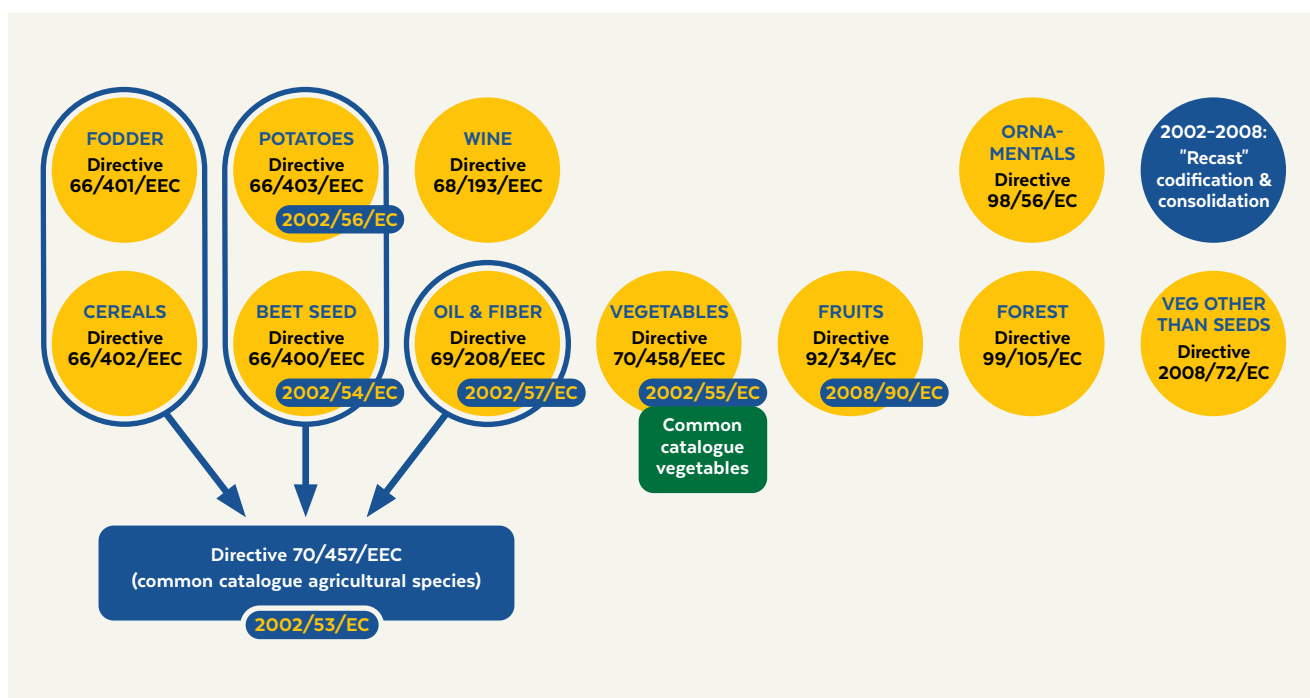 FODDER
Directive
66/401/EEC
POTATOES
Directive
66/403/EEC
2002/56/EC
WINE
Directive
68/193/EEC
ORNA-
MENTALS
Directive
98/56/EC
2002-2008:
"Recast"
codification &
consolidation
CEREALS
Directive
66/402/EEC
BEET SEED
Directive
66/400/EEC
2002/54/EC
OIL & FIBER
Directive
69/208/EEC
2002/57/EC
VEGETABLES
Directive
70/458/EEC
2002/55/EC
Common
catalogue
vegetables
FRUITS
Directive
92/34/EC
2008/90/EC
FOREST
Directive
99/105/EC
VEG OTHER
THAN SEEDS
Directive
2008/72/EC
Directive 70/457/EEC
(common catalogue agricultural species)
2002/53/EC